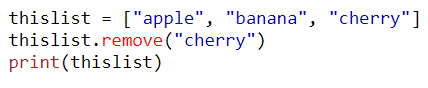 thislist = ["apple", "banana", "cherry"]
thislist.remove("cherry")
print(thislist)